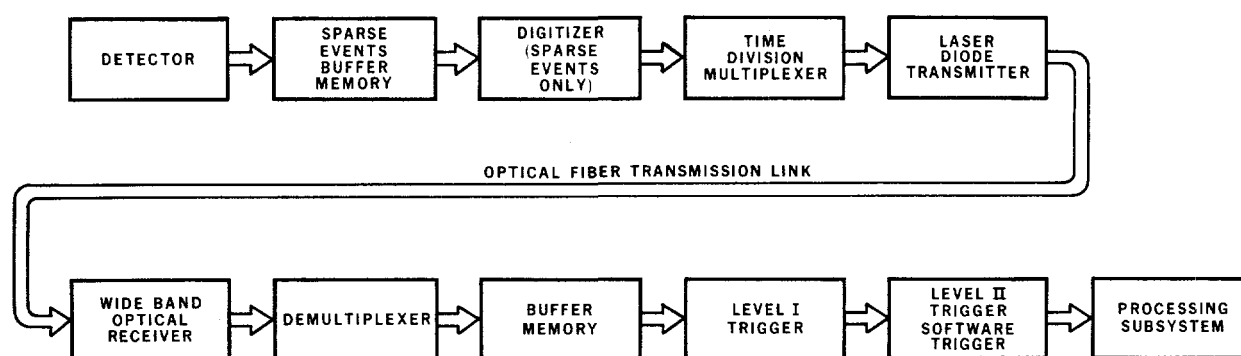 DETECTOR
SPARSE
EVENTS
BUFFER
MEMORY
DIGITIZER
(SPARSE
EVENTS
ONLY)
TIME
DIVISION
MULTIPLEXER
LASER
DIODE
TRANSMITTER
OPTICAL FIBER TRANSMISSION LINK
WIDE BAND
OPTICAL
RECEIVER
DEMULTIPLEXER
BUFFER
MEMORY
LEVEL I
TRIGGER
LEVEL II
TRIGGER
SOFTWARE
TRIGGER
PROCESSING
SUBSYSTEM